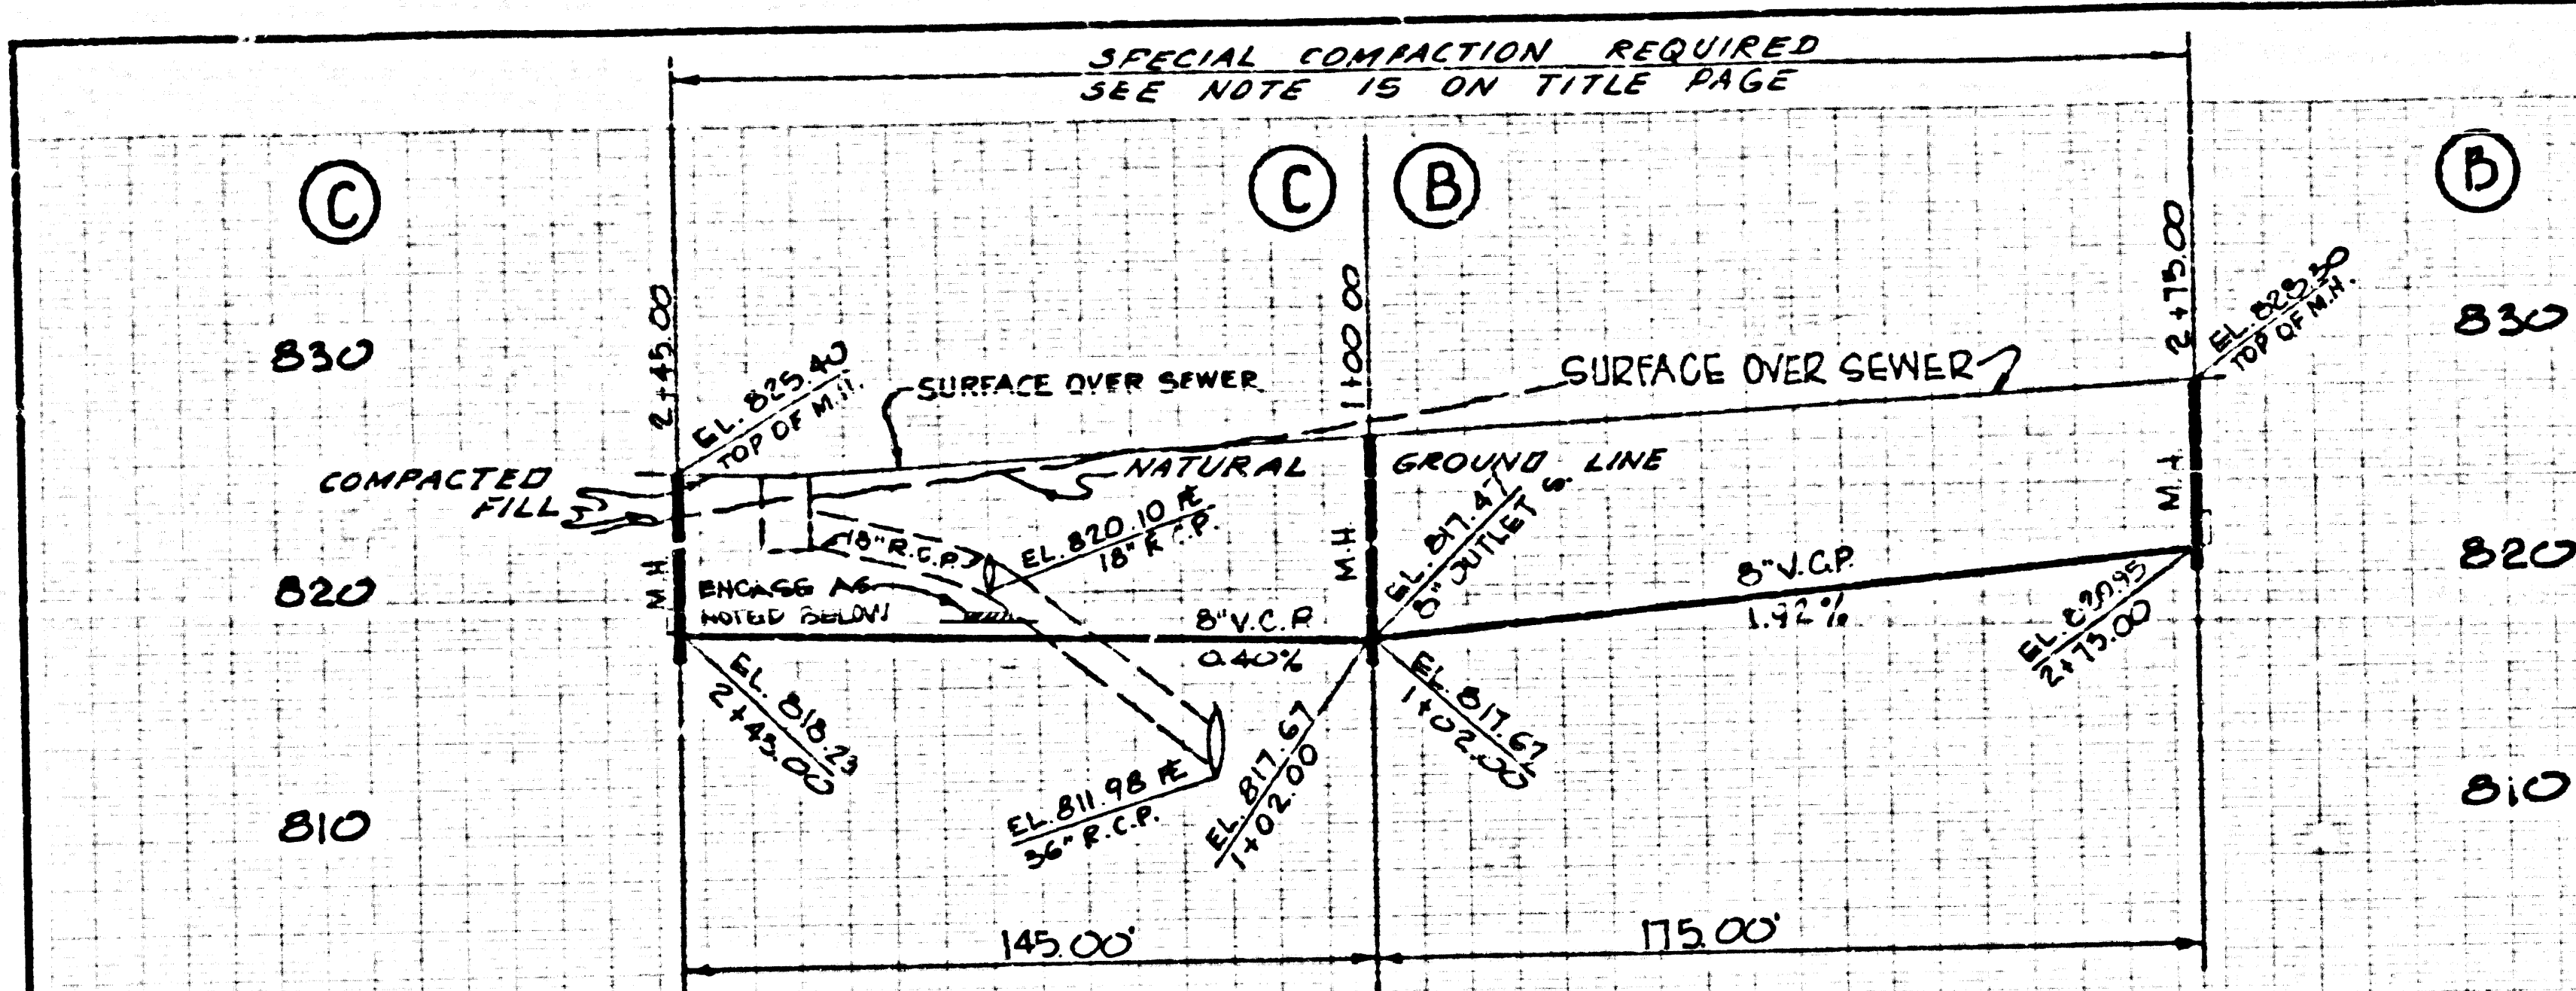 SPECIAL COMPACTION REQUIRED
SEE NOTE 15 ON TITLE PAGE
C
C
B
B
2+45.00
1+00 00
2+75.00
EL. 828.30
TOP OF M.H.
830
830
EL. 825.40
TOP OF M.H.
SURFACE OVER SEWER
SURFACE OVER SEWER
COMPACTED
FILL
NATURAL GROUND LINE
18" R.C.P.
EL. 820.10 ℄
18" R.C.P.
EL. 817.47
8" OUTLET S.
M.H.
M.H
M.H
820
820
ENCASE AS
NOTED BELOW
8" V.C.P.
0.40%
8" V.C.P.
1.92%
EL. 820.95
2+73.00
EL. 818.23
2+43.00
EL. 817.67
1+02.00
EL. 817.67
1+02.00
EL. 811.98 ℄
36" R.C.P.
810
810
145.00'
175.00'